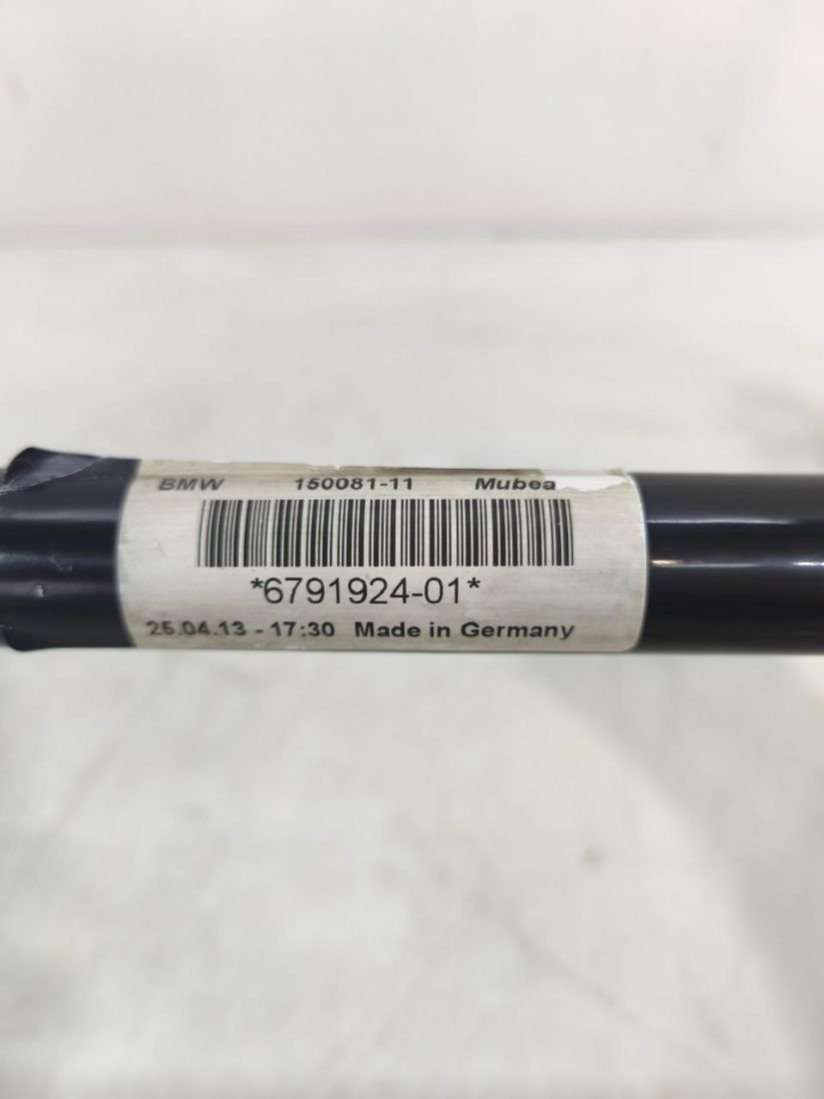 BMW 150081-11 Mubea
*6791924-01*
25.04.13 - 17:30 Made in Germany